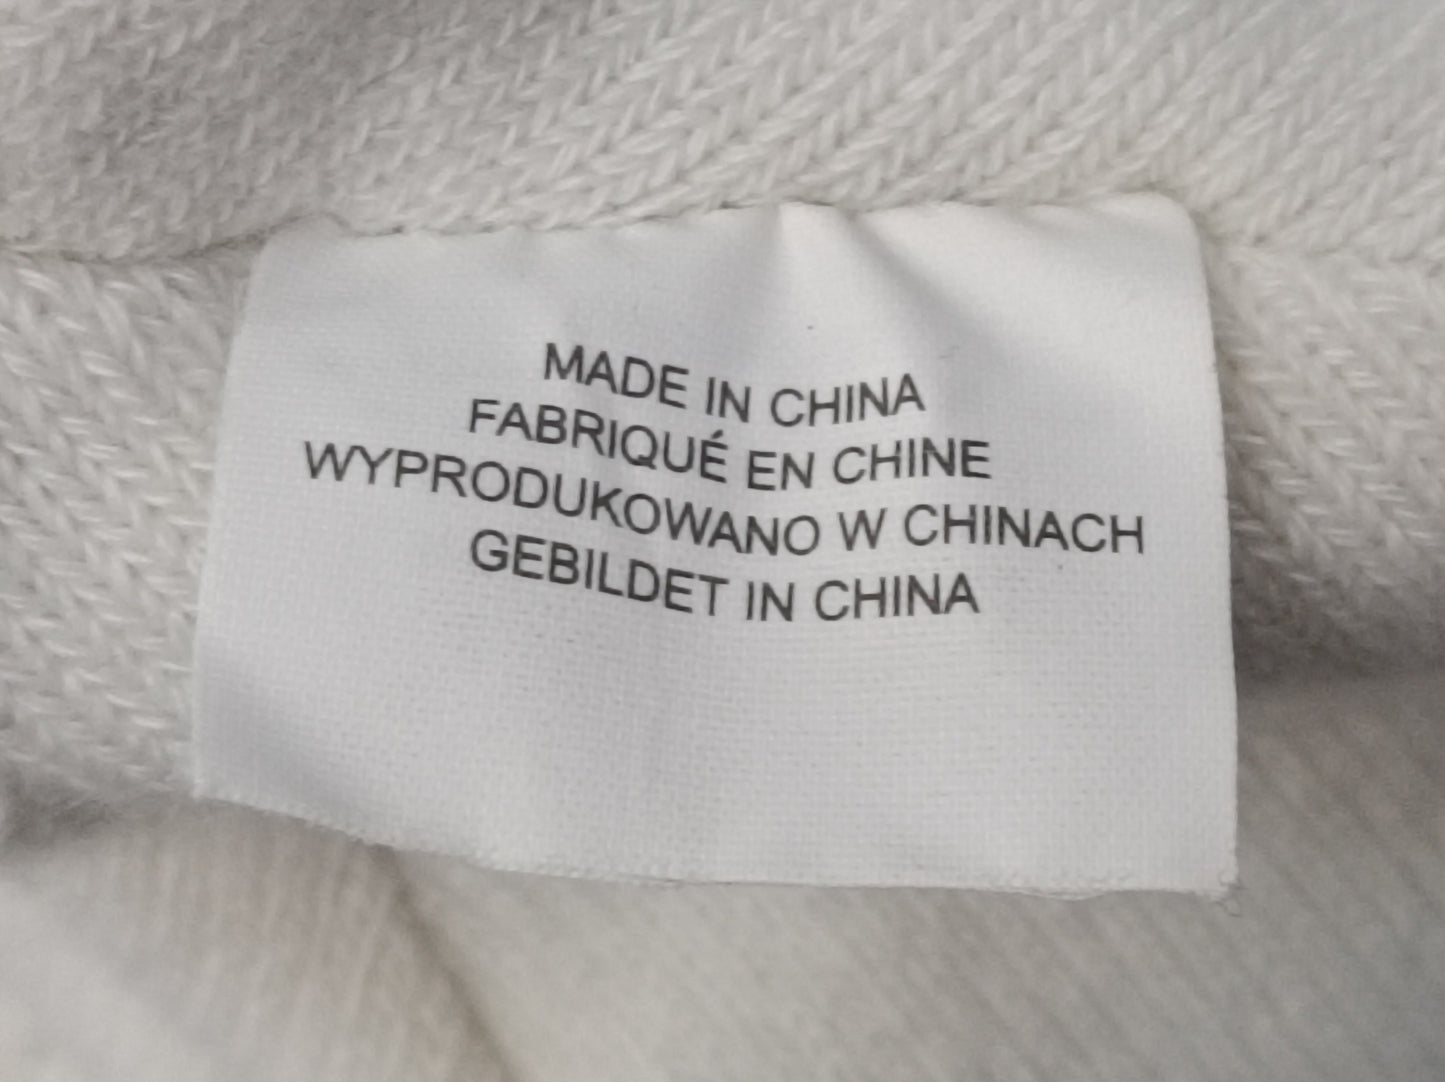 MADE IN CHINA
FABRIQUÉ EN CHINE
WYPRODUKOWANO W CHINACH
GEBILDET IN CHINA